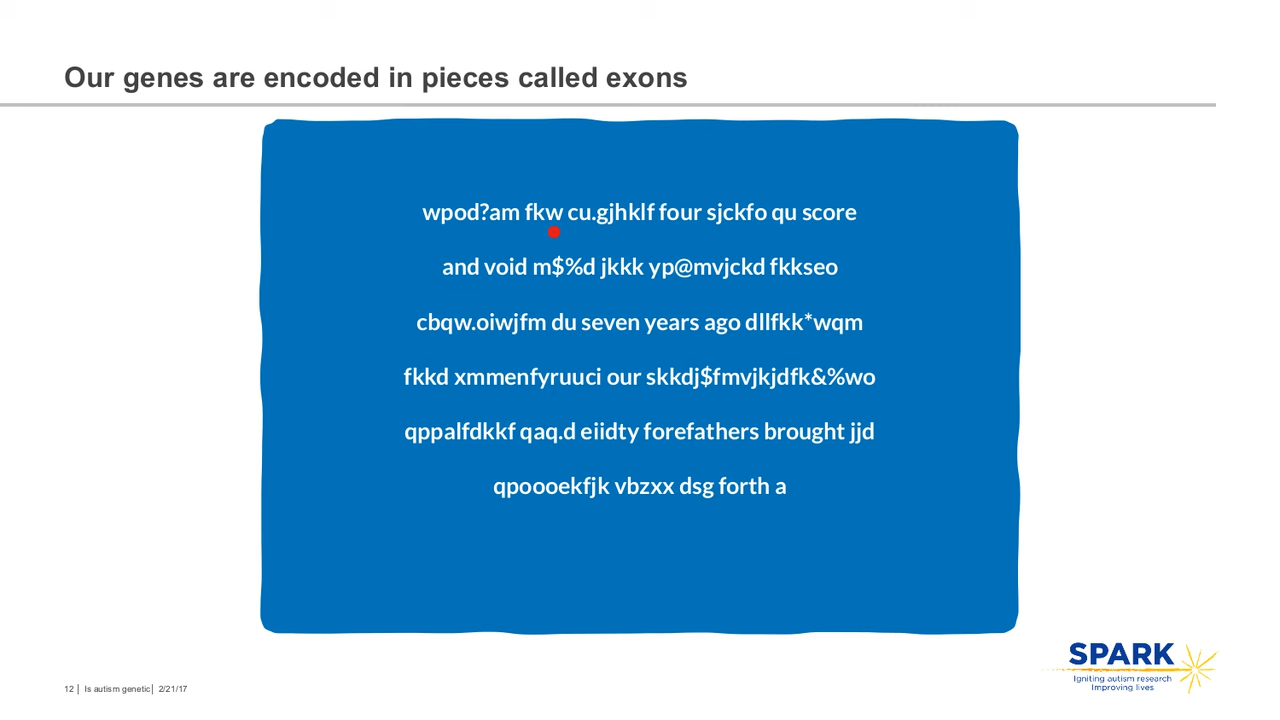 Our genes are encoded in pieces called exons
wpod?am fkw cu.gjhklf four sjckfo qu score
and void m$%d jkkk yp@mvjckd fkkseo
cbqw.oiwjfm du seven years ago dllfkk*wqm
fkkd xmmenfyruuci our skkdj$fmvjkjdfk&%wo
qppalfdkkf qaq.d eiidty forefathers brought jjd
qpoooekfjk vbzxx dsg forth a
SPARK
Igniting autism research
Improving lives
12 | Is autism genetic| 2/21/17